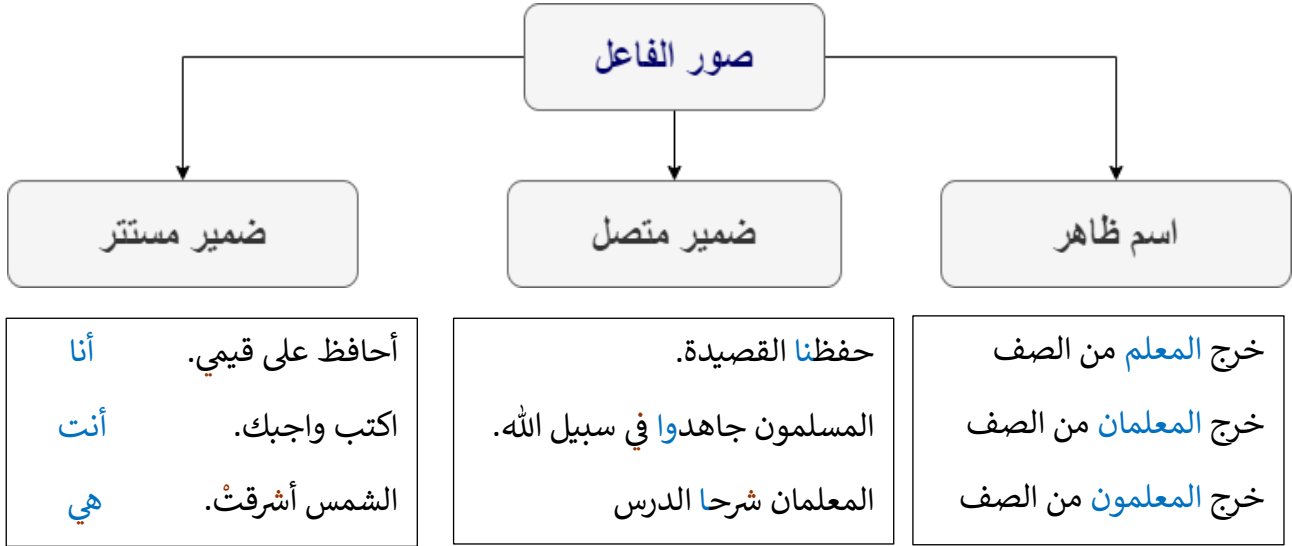 صور الفاعل
اسم ظاهر
ضمير متصل
ضمير مستتر
خرج المعلم من الصف
خرج المعلمان من الصف
خرج المعلمون من الصف
حفظنا القصيدة.
المسلمون جاهدوا في سبيل الله.
المعلمان شرحا الدرس
أحافظ على قيمي. أنا
اكتب واجبك. أنت
الشمس أشرقتْ. هي